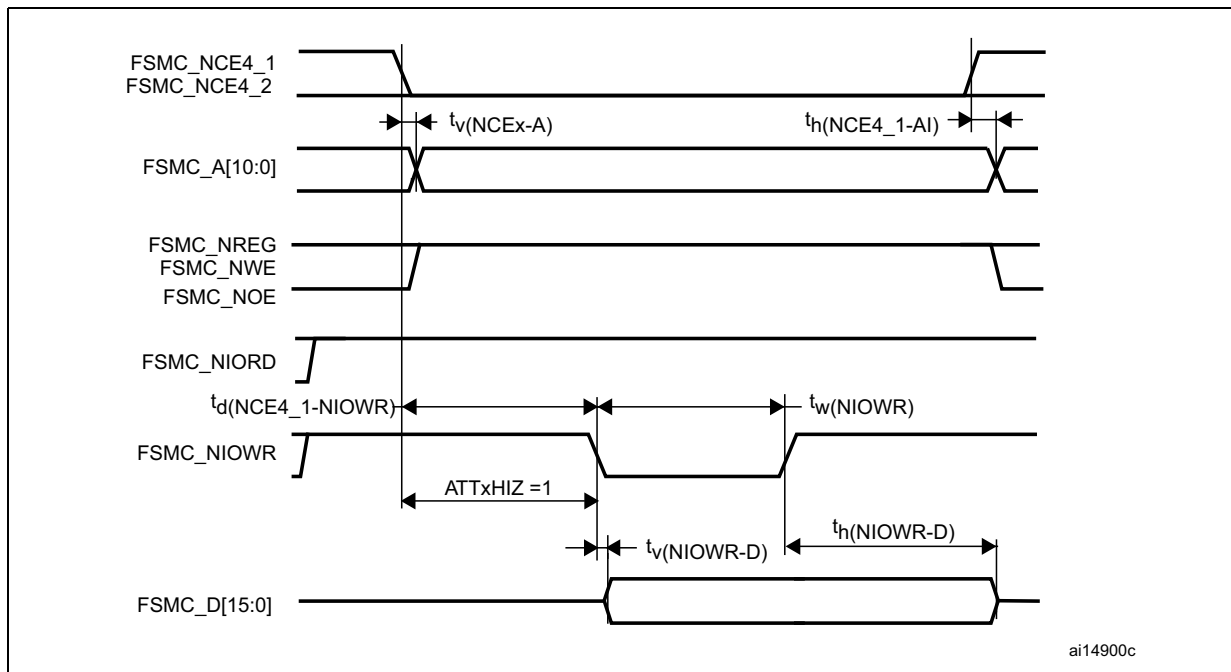 FSMC_NCE4_1
FSMC_NCE4_2
tv(NCEx-A)
th(NCE4_1-AI)
FSMC_A[10:0]
FSMC_NREG
FSMC_NWE
FSMC_NOE
FSMC_NIORD
td(NCE4_1-NIOWR)
tw(NIOWR)
FSMC_NIOWR
ATTxHIZ =1
tv(NIOWR-D)
th(NIOWR-D)
FSMC_D[15:0]
ai14900c